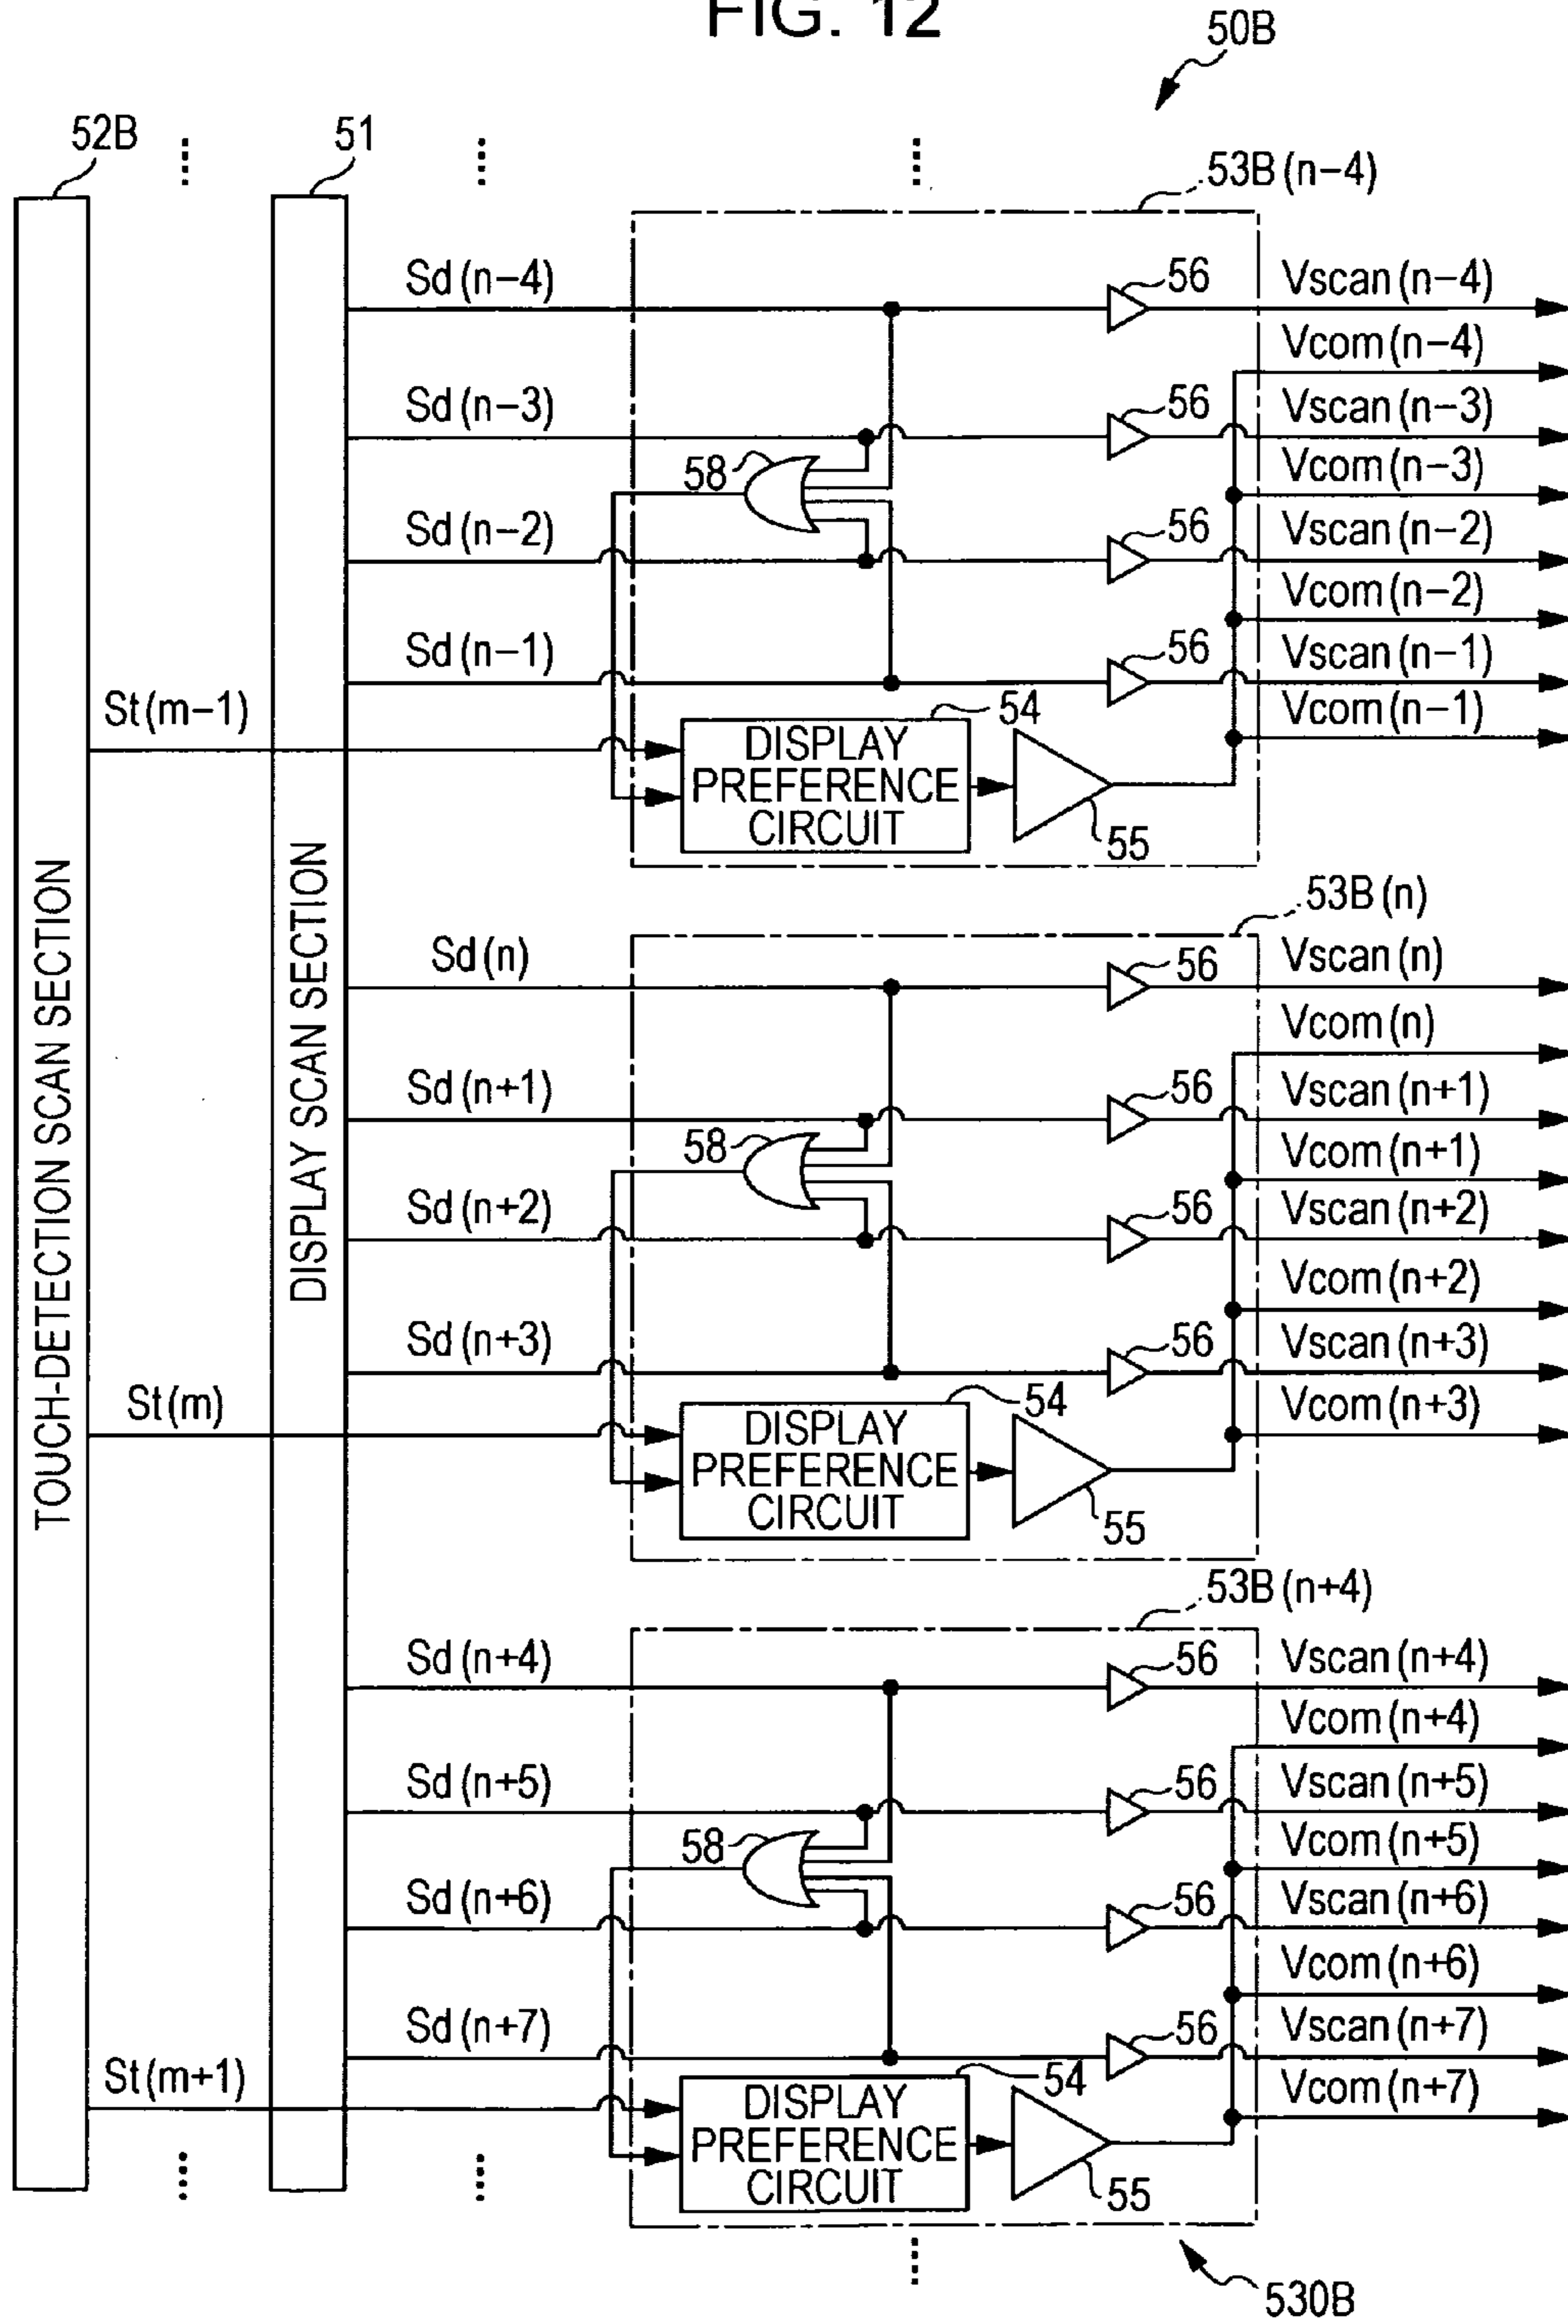 FIG. 12
50B
52B
51
53B(n-4)
Sd(n-4)
56
Vscan(n-4)
Vcom(n-4)
Sd(n-3)
56
Vscan(n-3)
58
Vcom(n-3)
Sd(n-2)
56
Vscan(n-2)
Vcom(n-2)
Sd(n-1)
56
Vscan(n-1)
St(m-1)
54
Vcom(n-1)
DISPLAY
PREFERENCE
CIRCUIT
55
TOUCH-DETECTION SCAN SECTION
DISPLAY SCAN SECTION
53B(n)
Sd(n)
56
Vscan(n)
Vcom(n)
Sd(n+1)
56
Vscan(n+1)
58
Vcom(n+1)
Sd(n+2)
56
Vscan(n+2)
Vcom(n+2)
Sd(n+3)
56
Vscan(n+3)
St(m)
54
Vcom(n+3)
DISPLAY
PREFERENCE
CIRCUIT
55
53B(n+4)
Sd(n+4)
56
Vscan(n+4)
Vcom(n+4)
Sd(n+5)
56
Vscan(n+5)
58
Vcom(n+5)
Sd(n+6)
56
Vscan(n+6)
Vcom(n+6)
Sd(n+7)
56
Vscan(n+7)
St(m+1)
54
Vcom(n+7)
DISPLAY
PREFERENCE
CIRCUIT
55
530B